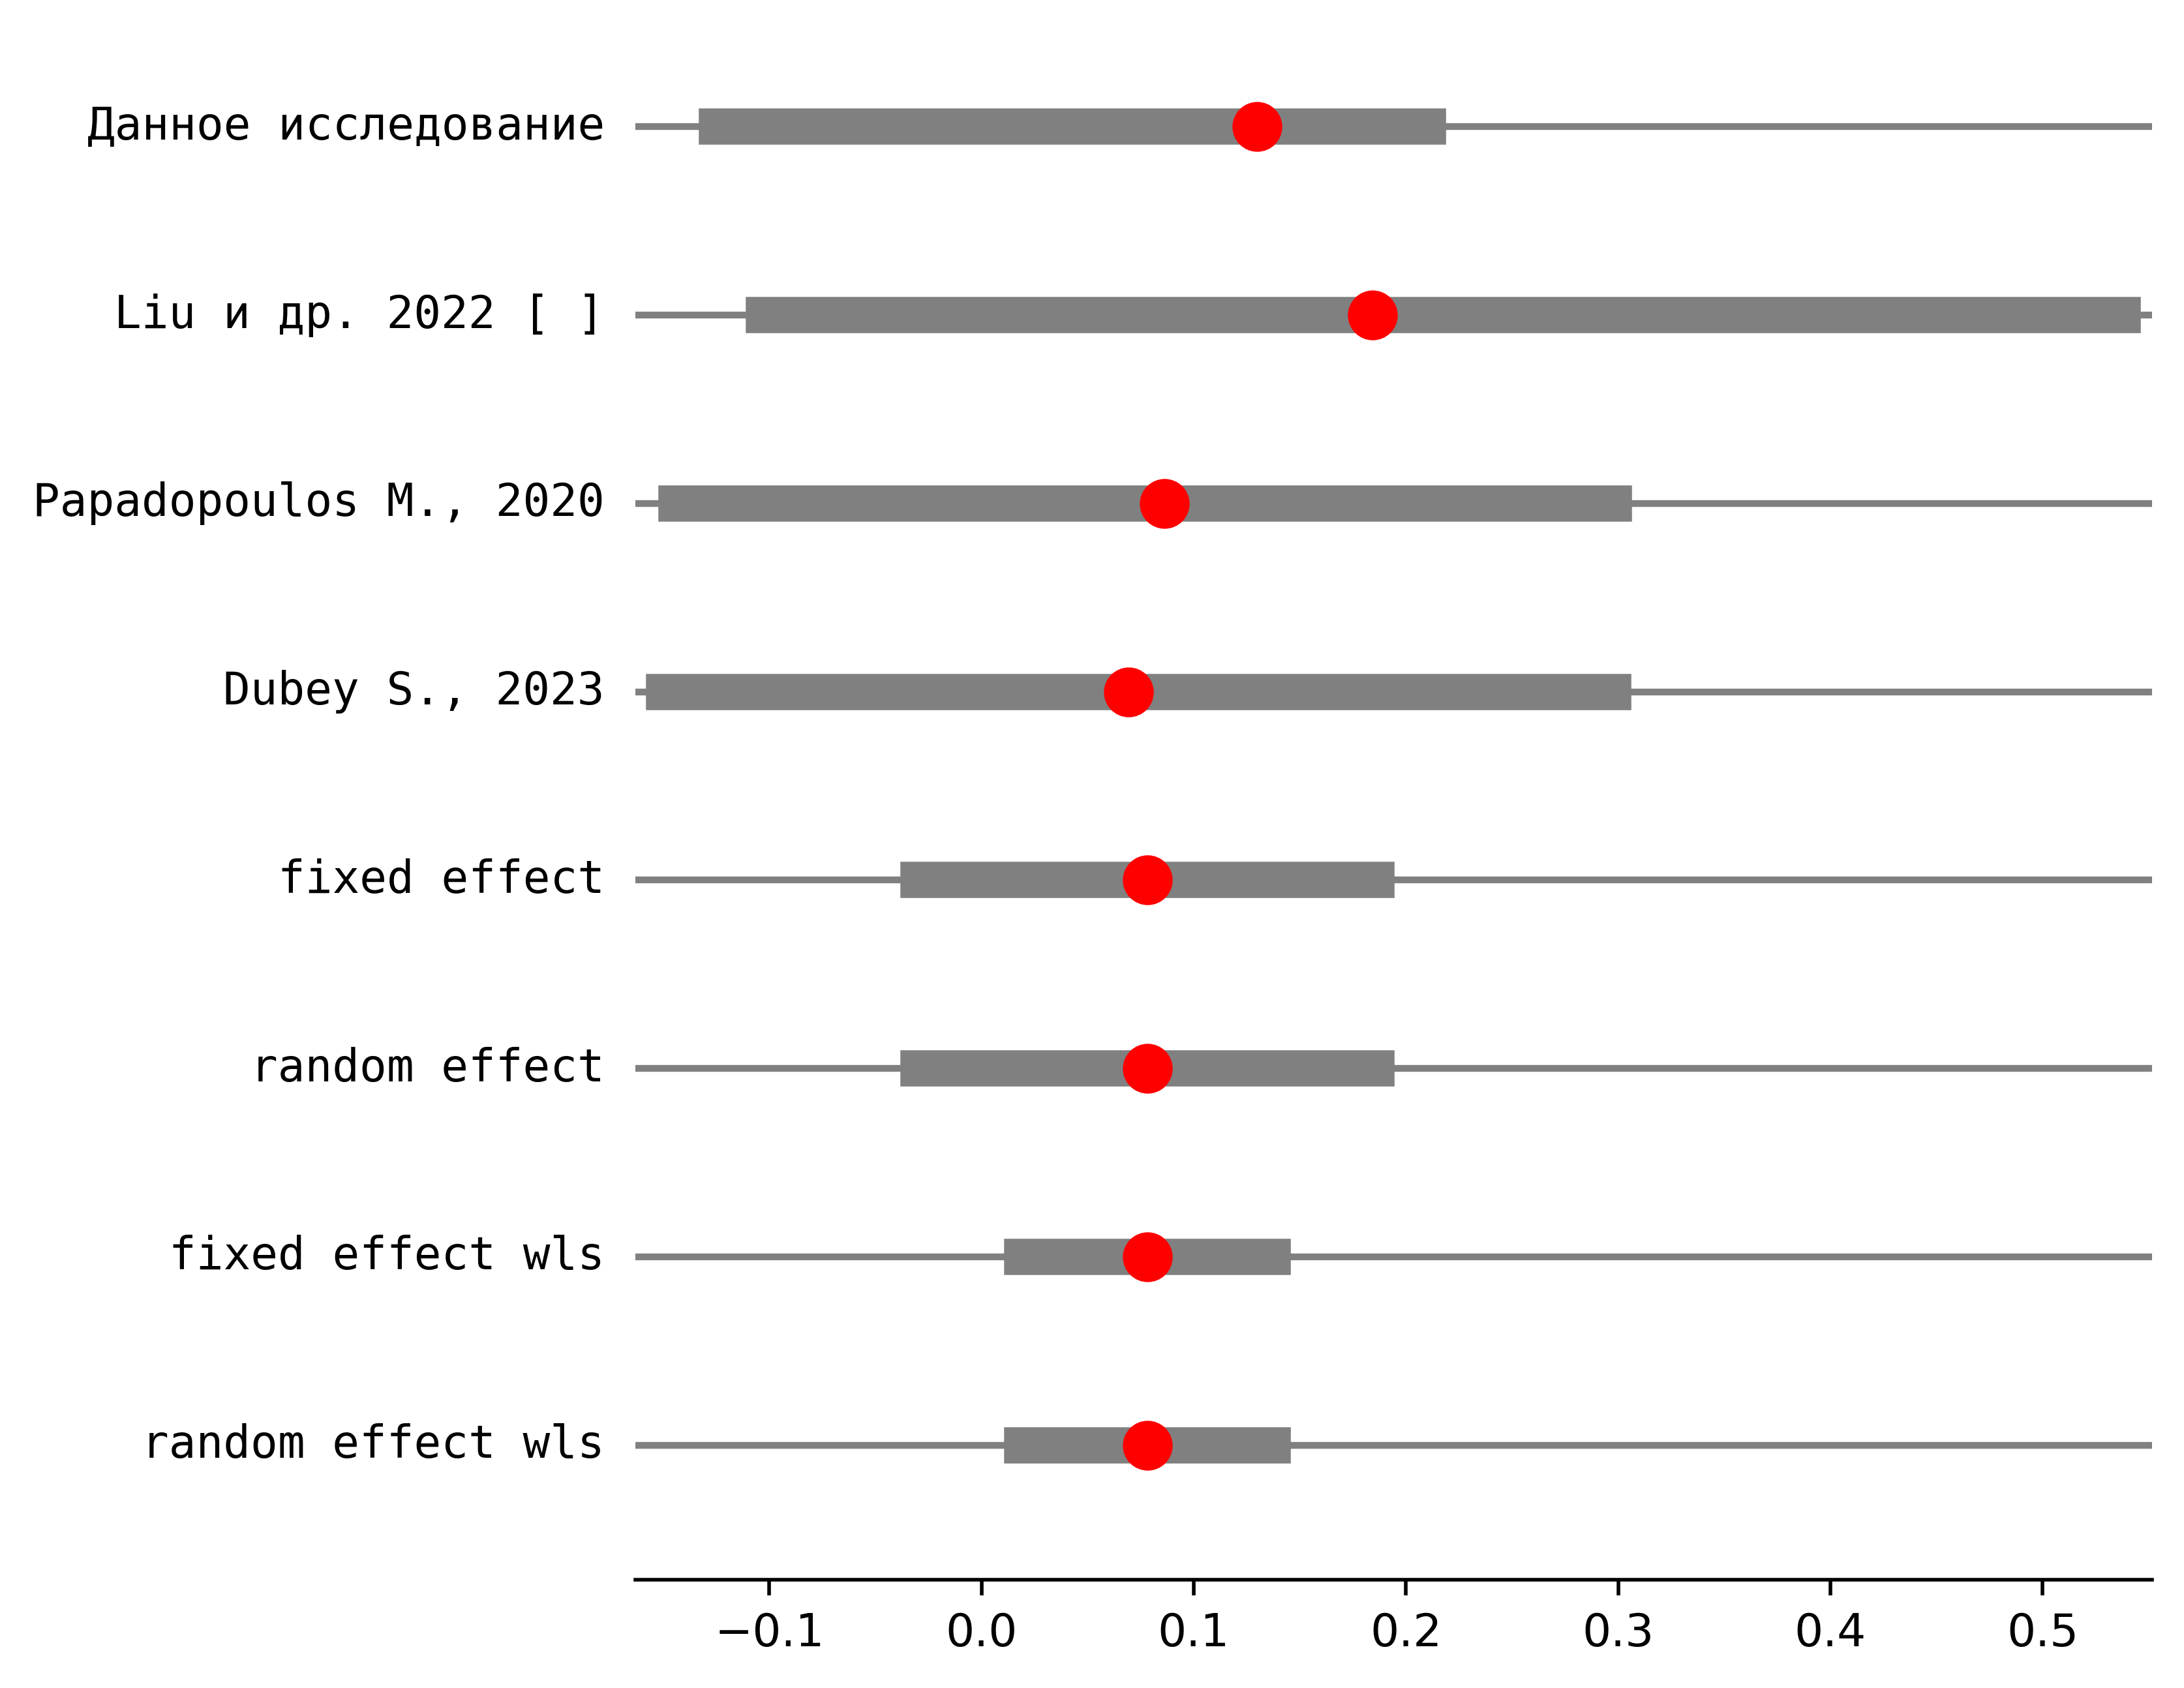 Данное исследование
Liu и др. 2022 [ ]
Papadopoulos M., 2020
Dubey S., 2023
fixed effect
random effect
fixed effect wls
random effect wls
−0.1 0.0 0.1 0.2 0.3 0.4 0.5